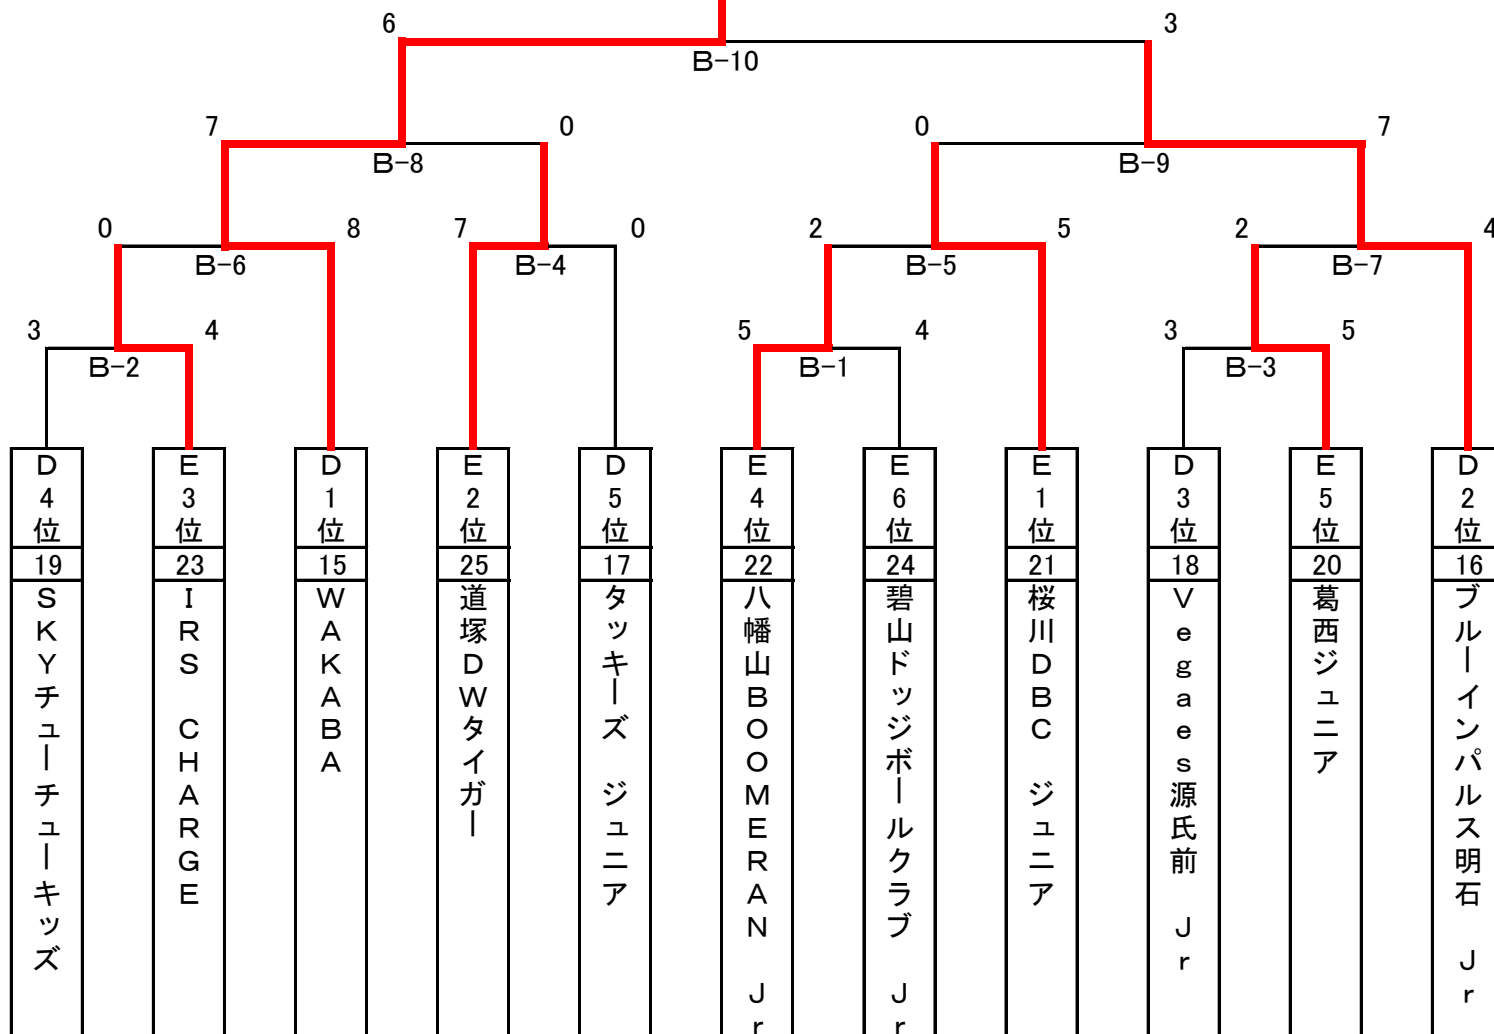 6 3
B-10
7 0 0 7
B-8 B-9
0 8 7 0 2 5 2 4
B-6 B-4 B-5 B-7
3 4 5 4 3 5
B-2 B-1 B-3
D4位
19
SKYチューチューキッズ
E3位
23
IRS CHARGE
D1位
15
WAKABA
E2位
25
道塚DWタイガー
D5位
17
タッキーズ ジュニア
E4位
22
八幡山BOOMERAN Jr
E6位
24
碧山ドッジボールクラブ Jr
E1位
21
桜川DBC ジュニア
D3位
18
Vegaes源氏前 Jr
E5位
20
葛西ジュニア
D2位
16
ブルーインパルス明石 Jr